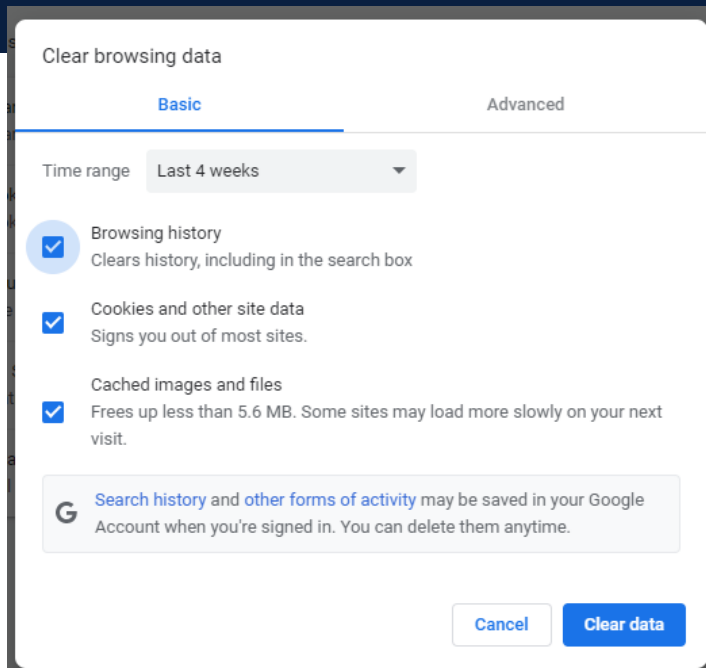 Clear browsing data
Basic
Advanced
Time range
Last 4 weeks
Browsing history
Clears history, including in the search box
Cookies and other site data
Signs you out of most sites.
Cached images and files
Frees up less than 5.6 MB. Some sites may load more slowly on your next
visit.
G
Search history and other forms of activity may be saved in your Google
Account when you're signed in. You can delete them anytime.
Cancel
Clear data